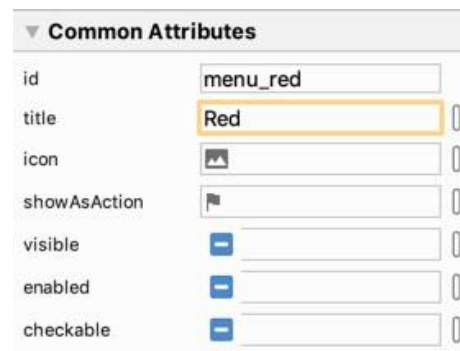 Common Attributes
id menu_red
title Red
icon
showAsAction
visible
enabled
checkable